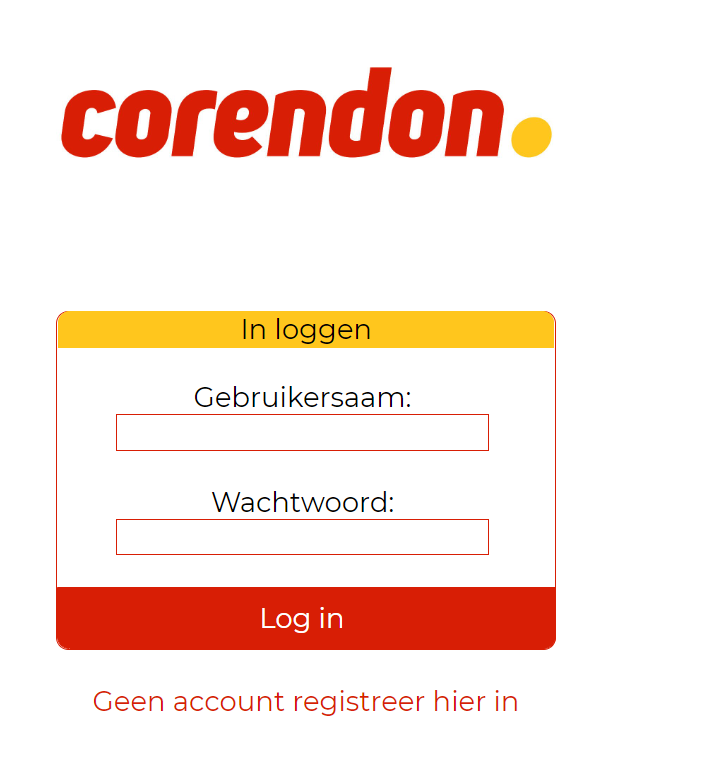 corendon.
In loggen
Gebruikersaam:
Wachtwoord:
Log in
Geen account registreer hier in